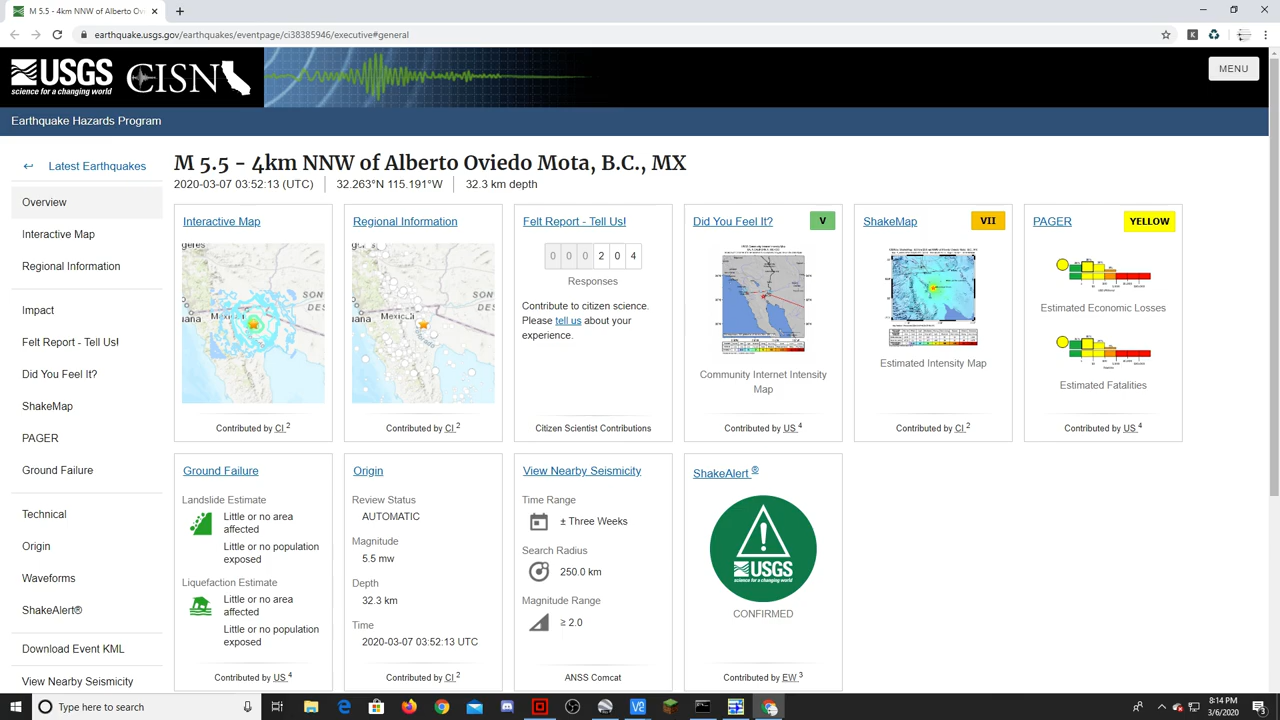 M 5.5 - 4km NNW of Alberto Oviedo
earthquake.usgs.gov/earthquakes/eventpage/ci38385946/executive#general
USGS
science for a changing world
CISN
MENU
Earthquake Hazards Program
Latest Earthquakes
Overview
Interactive Map
Regional Information
Impact
Felt Report - Tell Us!
Did You Feel It?
ShakeMap
PAGER
Ground Failure
Technical
Origin
Waveforms
ShakeAlert®
Download Event KML
View Nearby Seismicity
M 5.5 - 4km NNW of Alberto Oviedo Mota, B.C., MX
2020-03-07 03:52:13 (UTC) 32.263°N 115.191°W 32.3 km depth
Interactive Map
Mexicali
SON
DES
Contributed by CI 2
Regional Information
Mexicali
SON
DES
Contributed by CI 2
Felt Report - Tell Us!
0 0 0 2 0 4
Responses
Contribute to citizen science.
Please tell us about your
experience.
Citizen Scientist Contributions
Did You Feel It? V
Community Internet Intensity
Map
Contributed by US 4
ShakeMap VII
Estimated Intensity Map
Contributed by CI 2
PAGER YELLOW
Estimated Economic Losses
Estimated Fatalities
Contributed by US 4
Ground Failure
Landslide Estimate
Little or no area
affected
Little or no population
exposed
Liquefaction Estimate
Little or no area
affected
Little or no population
exposed
Contributed by US 4
Origin
Review Status
AUTOMATIC
Magnitude
5.5 mw
Depth
32.3 km
Time
2020-03-07 03:52:13 UTC
Contributed by CI 2
View Nearby Seismicity
Time Range
± Three Weeks
Search Radius
250.0 km
Magnitude Range
≥ 2.0
ANSS Comcat
ShakeAlert ®
USGS
science for a changing world
CONFIRMED
Contributed by EW 3
Type here to search
8:14 PM
3/6/2020